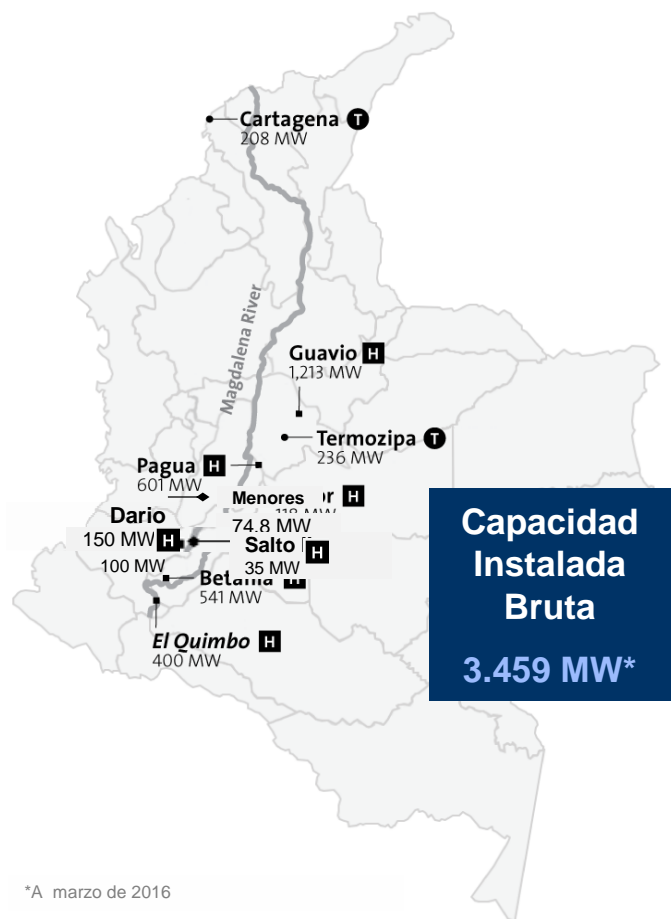 Cartagena T
208 MW
Magdalena River
Guavio H
1,213 MW
Termozipa T
236 MW
Pagua H
601 MW
Menores H
74.8 MW
Dario
150 MW H
100 MW
Salto H
35 MW
Betania H
541 MW
El Quimbo H
400 MW
Capacidad
Instalada
Bruta
3.459 MW*
*A marzo de 2016